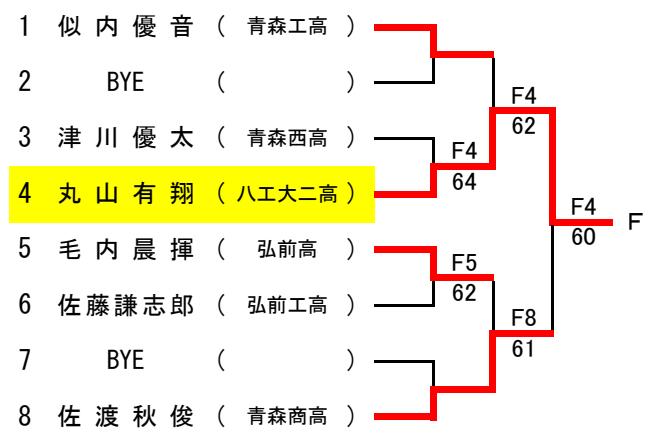 1 似内優音 ( 青森工高 )
2 BYE ( )
F4
62
3 津川優太 ( 青森西高 )
F4
64
4 丸山有翔 ( 八工大二高 )
F4
60
F
5 毛内晨揮 ( 弘前高 )
F5
62
6 佐藤謙志郎 ( 弘前工高 )
F8
61
7 BYE ( )
8 佐渡秋俊 ( 青森商高 )